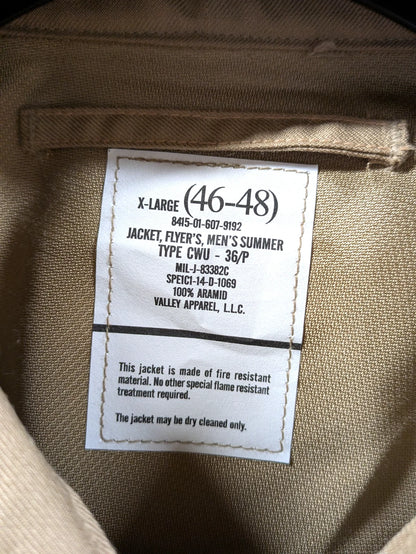 X-LARGE (46-48)
8415-01-607-9192
JACKET, FLYER'S, MEN'S SUMMER
TYPE CWU - 36/P
MIL-J-83382C
SPE1C1-14-D-1069
100% ARAMID
VALLEY APPAREL, L.L.C.
This jacket is made of fire resistant
material. No other special flame resistant
treatment required.
The jacket may be dry cleaned only.